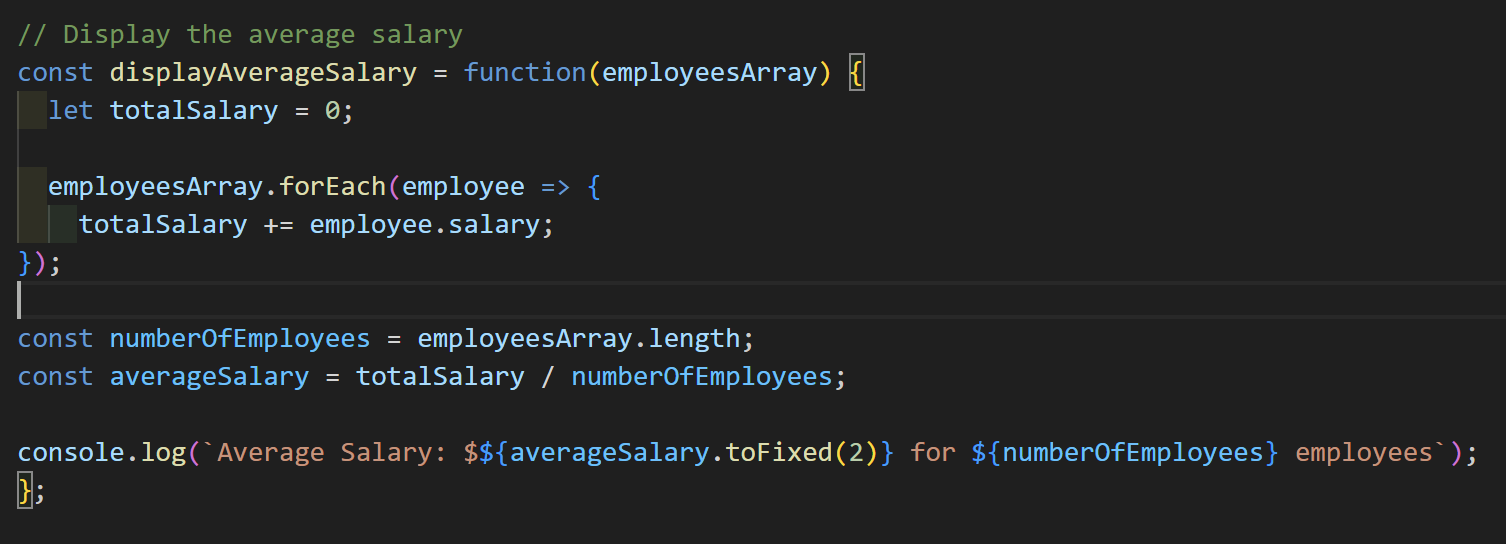 // Display the average salary
const displayAverageSalary = function(employeesArray) {
  let totalSalary = 0;

  employeesArray.forEach(employee => {
    totalSalary += employee.salary;
});

const numberOfEmployees = employeesArray.length;
const averageSalary = totalSalary / numberOfEmployees;

console.log(`Average Salary: $${averageSalary.toFixed(2)} for ${numberOfEmployees} employees`);
};